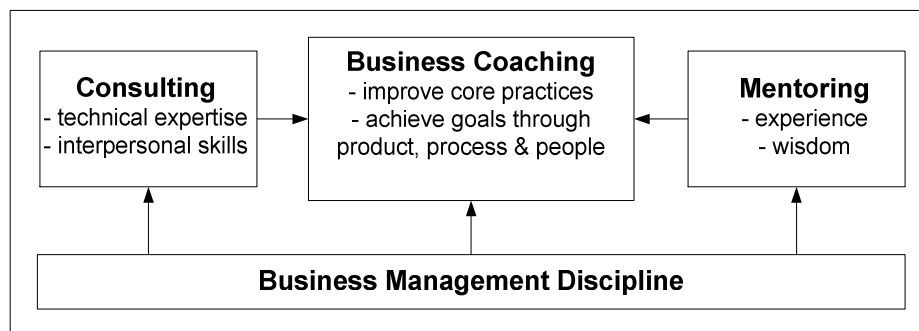 Consulting
- technical expertise
- interpersonal skills
Business Coaching
- improve core practices
- achieve goals through
product, process & people
Mentoring
- experience
- wisdom
Business Management Discipline